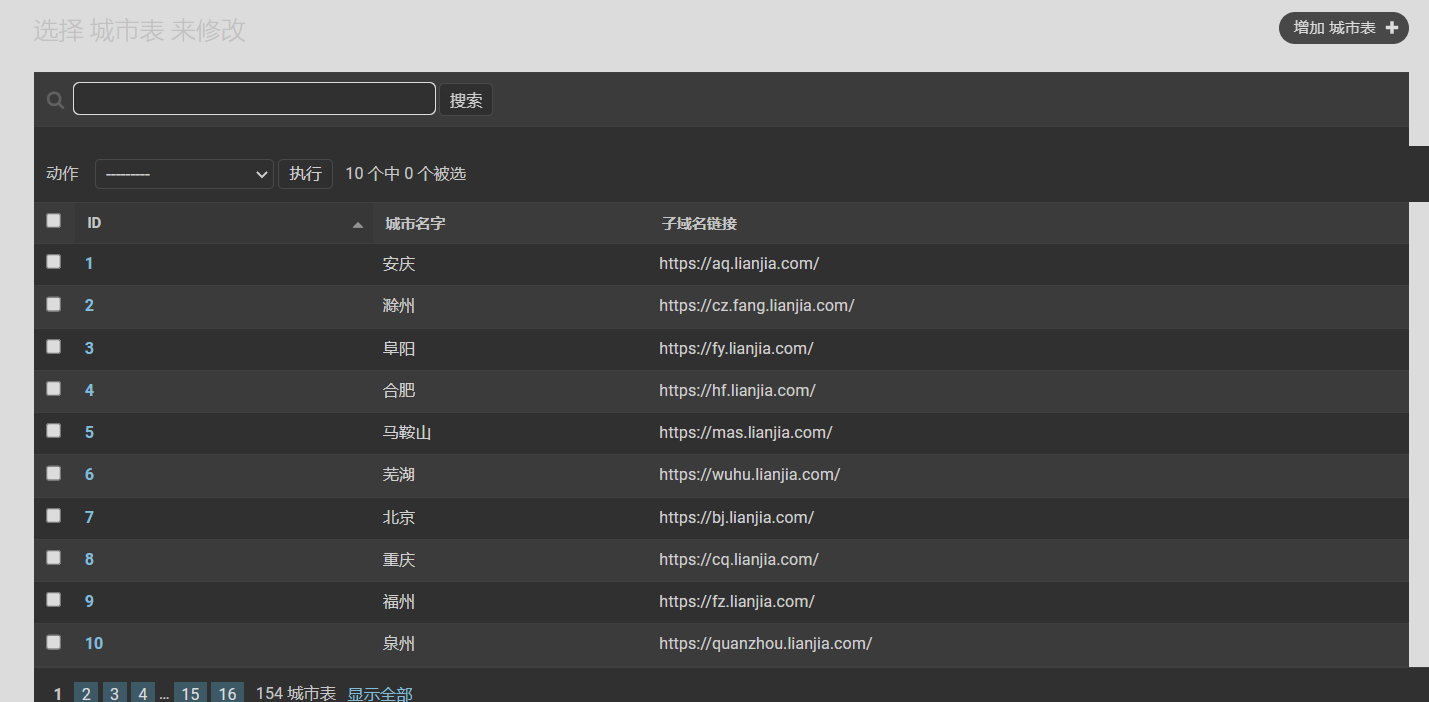 选择 城市表 来修改
增加 城市表
搜索
动作 --------- 执行 10 个中 0 个被选
ID 城市名字 子域名链接
1 安庆 https://aq.lianjia.com/
2 滁州 https://cz.fang.lianjia.com/
3 阜阳 https://fy.lianjia.com/
4 合肥 https://hf.lianjia.com/
5 马鞍山 https://mas.lianjia.com/
6 芜湖 https://wuhu.lianjia.com/
7 北京 https://bj.lianjia.com/
8 重庆 https://cq.lianjia.com/
9 福州 https://fz.lianjia.com/
10 泉州 https://quanzhou.lianjia.com/
1 2 3 4 … 15 16 154 城市表 显示全部